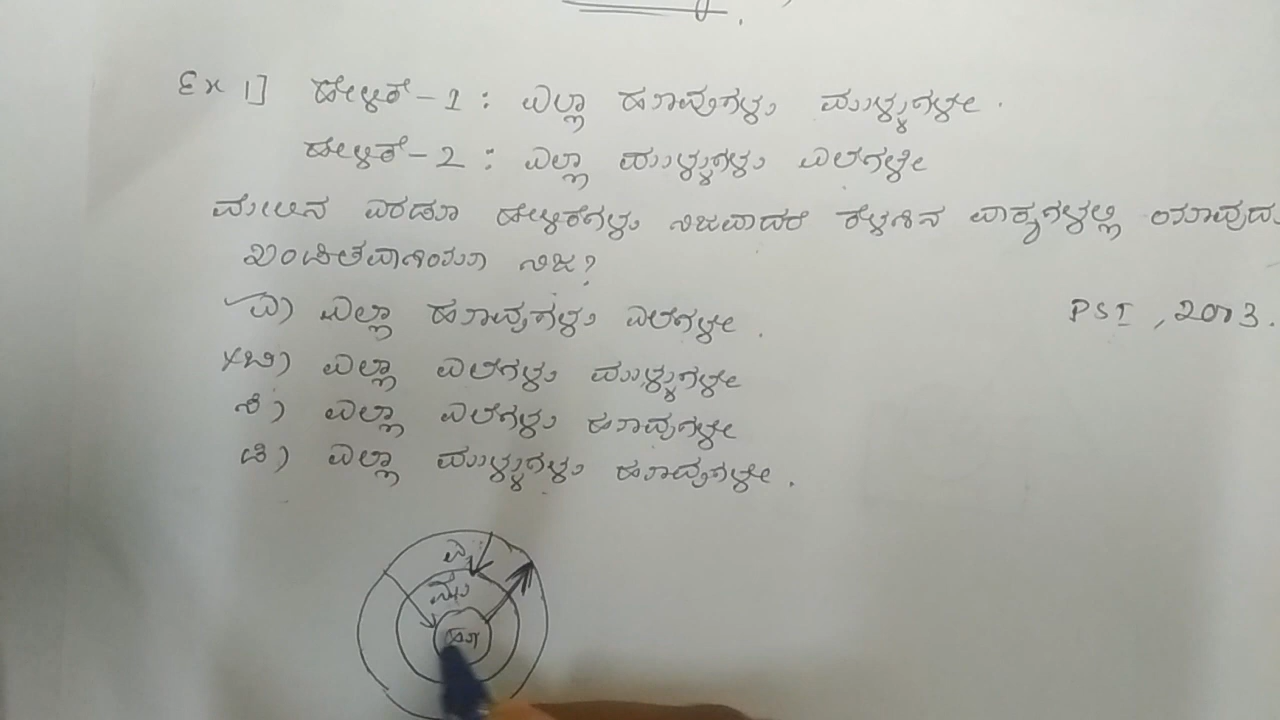 Ex 1] ಹೇಳಿಕೆ-1: ಎಲ್ಲಾ ಹೂವುಗಳು ಮುಳ್ಳುಗಳೇ.
ಹೇಳಿಕೆ-2: ಎಲ್ಲಾ ಮುಳ್ಳುಗಳು ಎಲೆಗಳೇ
ಮೇಲಿನ ಎರಡೂ ಹೇಳಿಕೆಗಳು ನಿಜವಾದರೆ ಕೆಳಗಿನ ವಾಕ್ಯಗಳಲ್ಲಿ ಯಾವುದ
ಖಂಡಿತವಾಗಿಯೂ ನಿಜ?
ಎ) ಎಲ್ಲಾ ಹೂವುಗಳು ಎಲೆಗಳೇ.
PSI, 2003.
ಬಿ) ಎಲ್ಲಾ ಎಲೆಗಳು ಮುಳ್ಳುಗಳೇ
ಸಿ) ಎಲ್ಲಾ ಎಲೆಗಳು ಹೂವುಗಳೇ
ಡಿ) ಎಲ್ಲಾ ಮುಳ್ಳುಗಳು ಹೂವುಗಳೇ.
ಎ
ಮು
ಹೂ